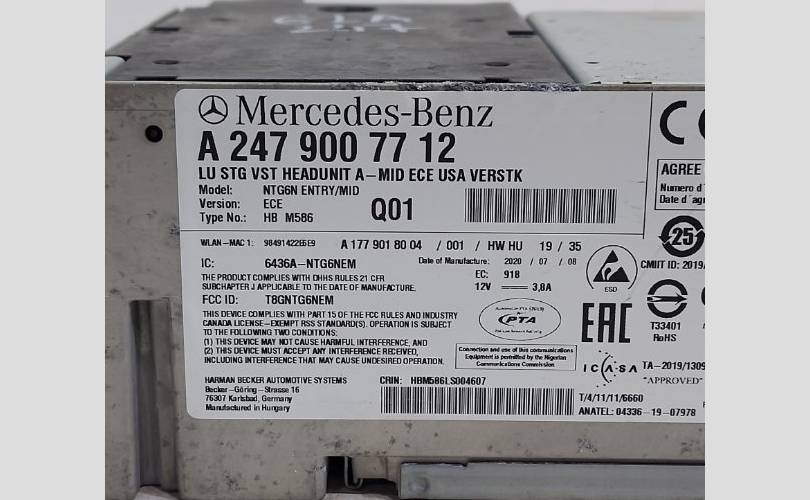 Mercedes-Benz
A 247 900 77 12
LU STG VST HEADUNIT A-MID ECE USA VERSTK
Model: NTG6N ENTRY/MID
Version: ECE
Type No.: HB M586
Q01
WLAN-MAC 1: 98491422E6E9
A 177 901 80 04 / 001 / HW HU 19 / 35
IC: 6436A-NTG6NEM
Date of Manufacture: 2020 / 07 / 08
THE PRODUCT COMPLIES WITH DHHS RULES 21 CFR
SUBCHAPTER J APPLICABLE TO THE DATE OF MANUFACTURE.
EC: 918
12V 3,8A
FCC ID: T8GNTG6NEM
THIS DEVICE COMPLIES WITH PART 15 OF THE FCC RULES AND INDUSTRY
CANADA LICENSE-EXEMPT RSS STANDARD(S). OPERATION IS SUBJECT
TO THE FOLLOWING TWO CONDITIONS:
(1) THIS DEVICE MAY NOT CAUSE HARMFUL INTERFERENCE, AND
(2) THIS DEVICE MUST ACCEPT ANY INTERFERENCE RECEIVED,
INCLUDING INTERFERENCE THAT MAY CAUSE UNDESIRED OPERATION.
PTA
Connection and use of this communications
Equipment is permitted by the Nigerian
Communications Commission
HARMAN BECKER AUTOMOTIVE SYSTEMS
Becker-Göring-Strasse 16
76307 Karlsbad, Germany
Manufactured in Hungary
CRIN: HBM586LS004607
ESD
EAC
ICASA
CE
AGREE
Numero d'
Date d'agr
25
CMIIT ID: 2019
T33401
RoHS
TA-2019/1309
"APPROVED"
T/4/11/11/6660
ANATEL: 04336-19-07978